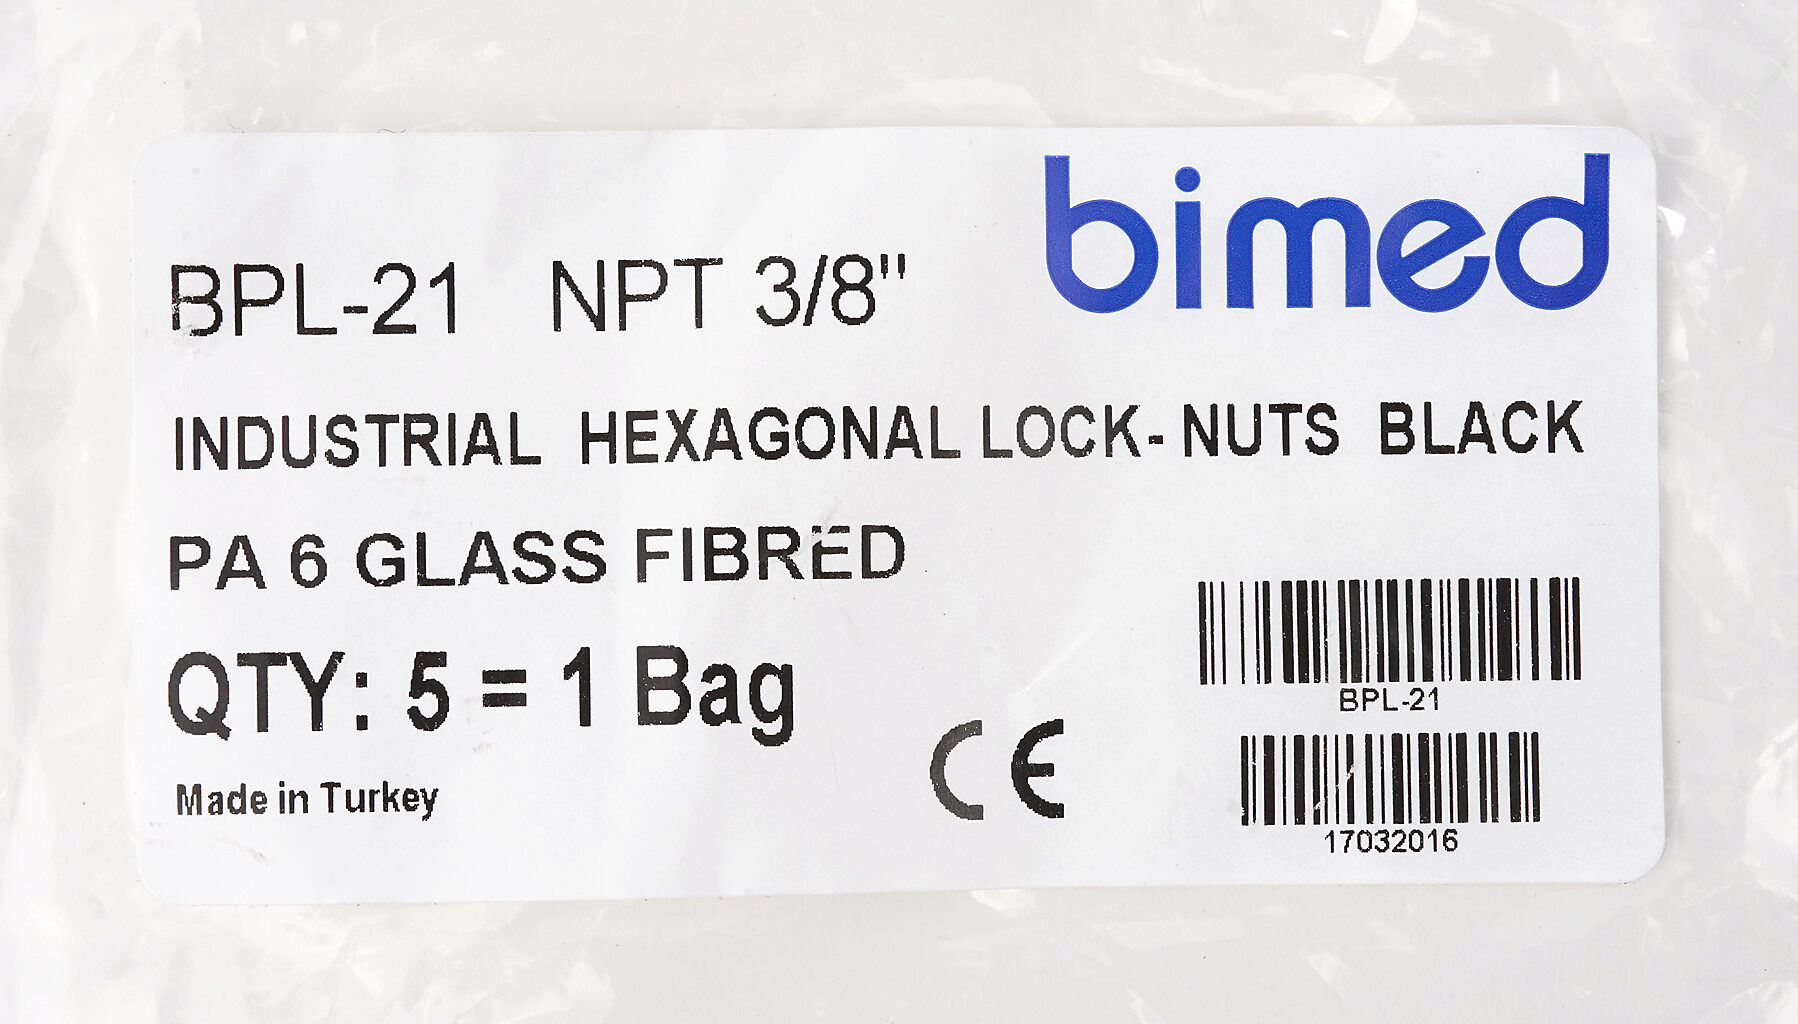 bimed
BPL-21 NPT 3/8"
INDUSTRIAL HEXAGONAL LOCK- NUTS BLACK
PA 6 GLASS FIBRED
QTY: 5 = 1 Bag
BPL-21
Made in Turkey
CE
17032016